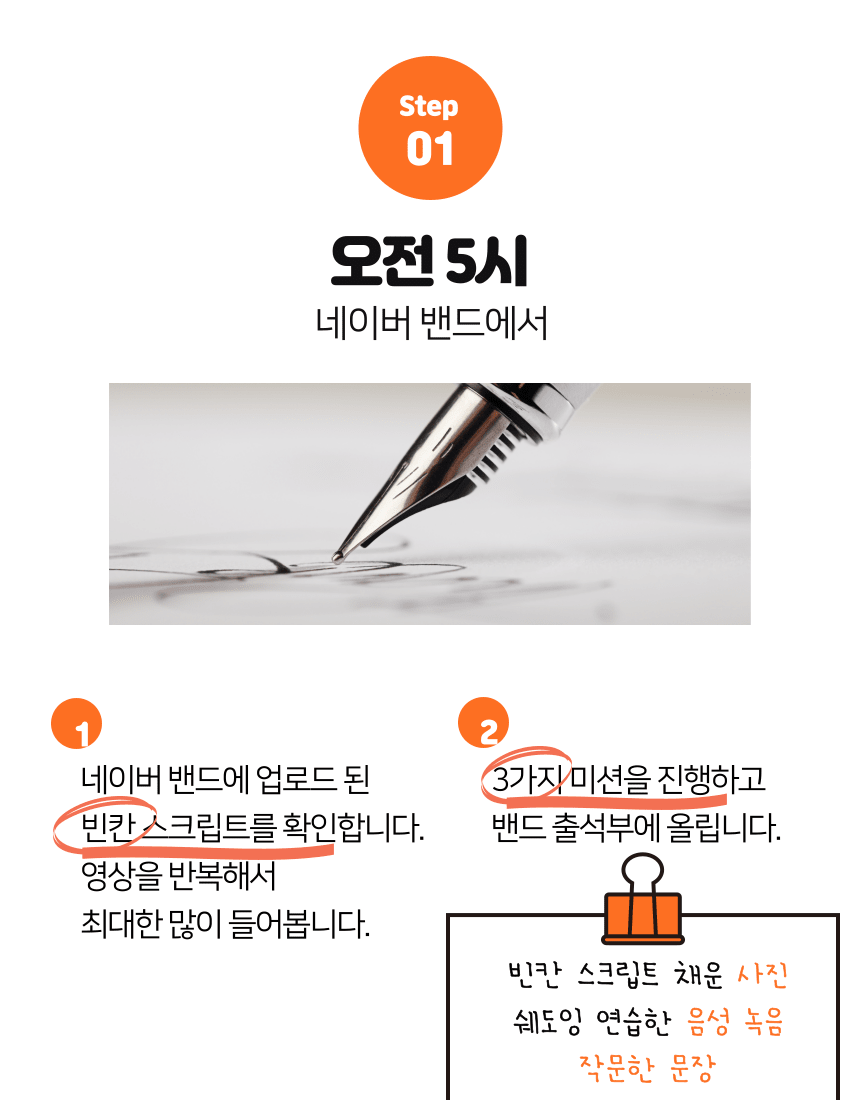 Step
01
오전 5시
네이버 밴드에서
1
네이버 밴드에 업로드 된
빈칸 스크립트를 확인합니다.
영상을 반복해서
최대한 많이 들어봅니다.
2
3가지 미션을 진행하고
밴드 출석부에 올립니다.
빈칸 스크립트 채운 사진
쉐도잉 연습한 음성 녹음
작문한 문장